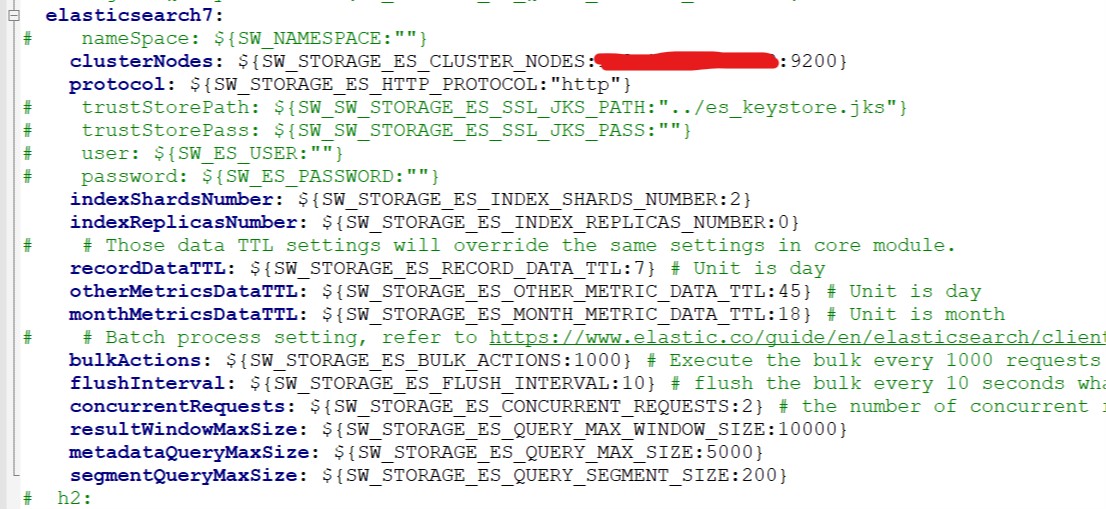 elasticsearch7:
# nameSpace: ${SW_NAMESPACE:""}
clusterNodes: ${SW_STORAGE_ES_CLUSTER_NODES: :9200}
protocol: ${SW_STORAGE_ES_HTTP_PROTOCOL:"http"}
# trustStorePath: ${SW_SW_STORAGE_ES_SSL_JKS_PATH:"../es_keystore.jks"}
# trustStorePass: ${SW_SW_STORAGE_ES_SSL_JKS_PASS:""}
# user: ${SW_ES_USER:""}
# password: ${SW_ES_PASSWORD:""}
indexShardsNumber: ${SW_STORAGE_ES_INDEX_SHARDS_NUMBER:2}
indexReplicasNumber: ${SW_STORAGE_ES_INDEX_REPLICAS_NUMBER:0}
# # Those data TTL settings will override the same settings in core module.
recordDataTTL: ${SW_STORAGE_ES_RECORD_DATA_TTL:7} # Unit is day
otherMetricsDataTTL: ${SW_STORAGE_ES_OTHER_METRIC_DATA_TTL:45} # Unit is day
monthMetricsDataTTL: ${SW_STORAGE_ES_MONTH_METRIC_DATA_TTL:18} # Unit is month
# # Batch process setting, refer to https://www.elastic.co/guide/en/elasticsearch/client
bulkActions: ${SW_STORAGE_ES_BULK_ACTIONS:1000} # Execute the bulk every 1000 requests
flushInterval: ${SW_STORAGE_ES_FLUSH_INTERVAL:10} # flush the bulk every 10 seconds wha
concurrentRequests: ${SW_STORAGE_ES_CONCURRENT_REQUESTS:2} # the number of concurrent
resultWindowMaxSize: ${SW_STORAGE_ES_QUERY_MAX_WINDOW_SIZE:10000}
metadataQueryMaxSize: ${SW_STORAGE_ES_QUERY_MAX_SIZE:5000}
segmentQueryMaxSize: ${SW_STORAGE_ES_QUERY_SEGMENT_SIZE:200}
# h2: